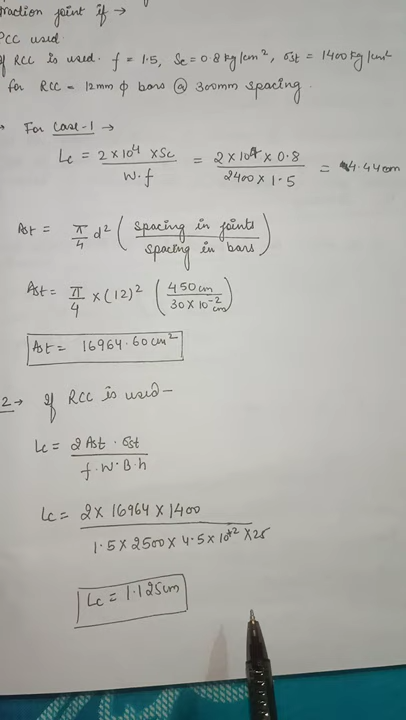 raction joint if →
PCC used.
f RCC is used. f = 1.5, Sc = 0.8 kg/cm², σst = 1400 kg/cm²
for RCC = 12mm ϕ bars @ 300mm spacing.
For Case-1 →
Lc = 2×10⁴ × Sc / W·f = 2×10⁴ × 0.8 / 2400 × 1.5 = 4.44cm
Ast = π/4 d² (spacing in joints / spacing in bars)
Ast = π/4 × (12)² (450cm / 30×10⁻² cm)
Ast = 16964.60cm²
2 → If RCC is used –
Lc = 2 Ast · σst / f · W · B · h
Lc = 2 × 16964 × 1400 / 1.5 × 2500 × 4.5 × 10⁺² × 25
Lc = 1.125cm